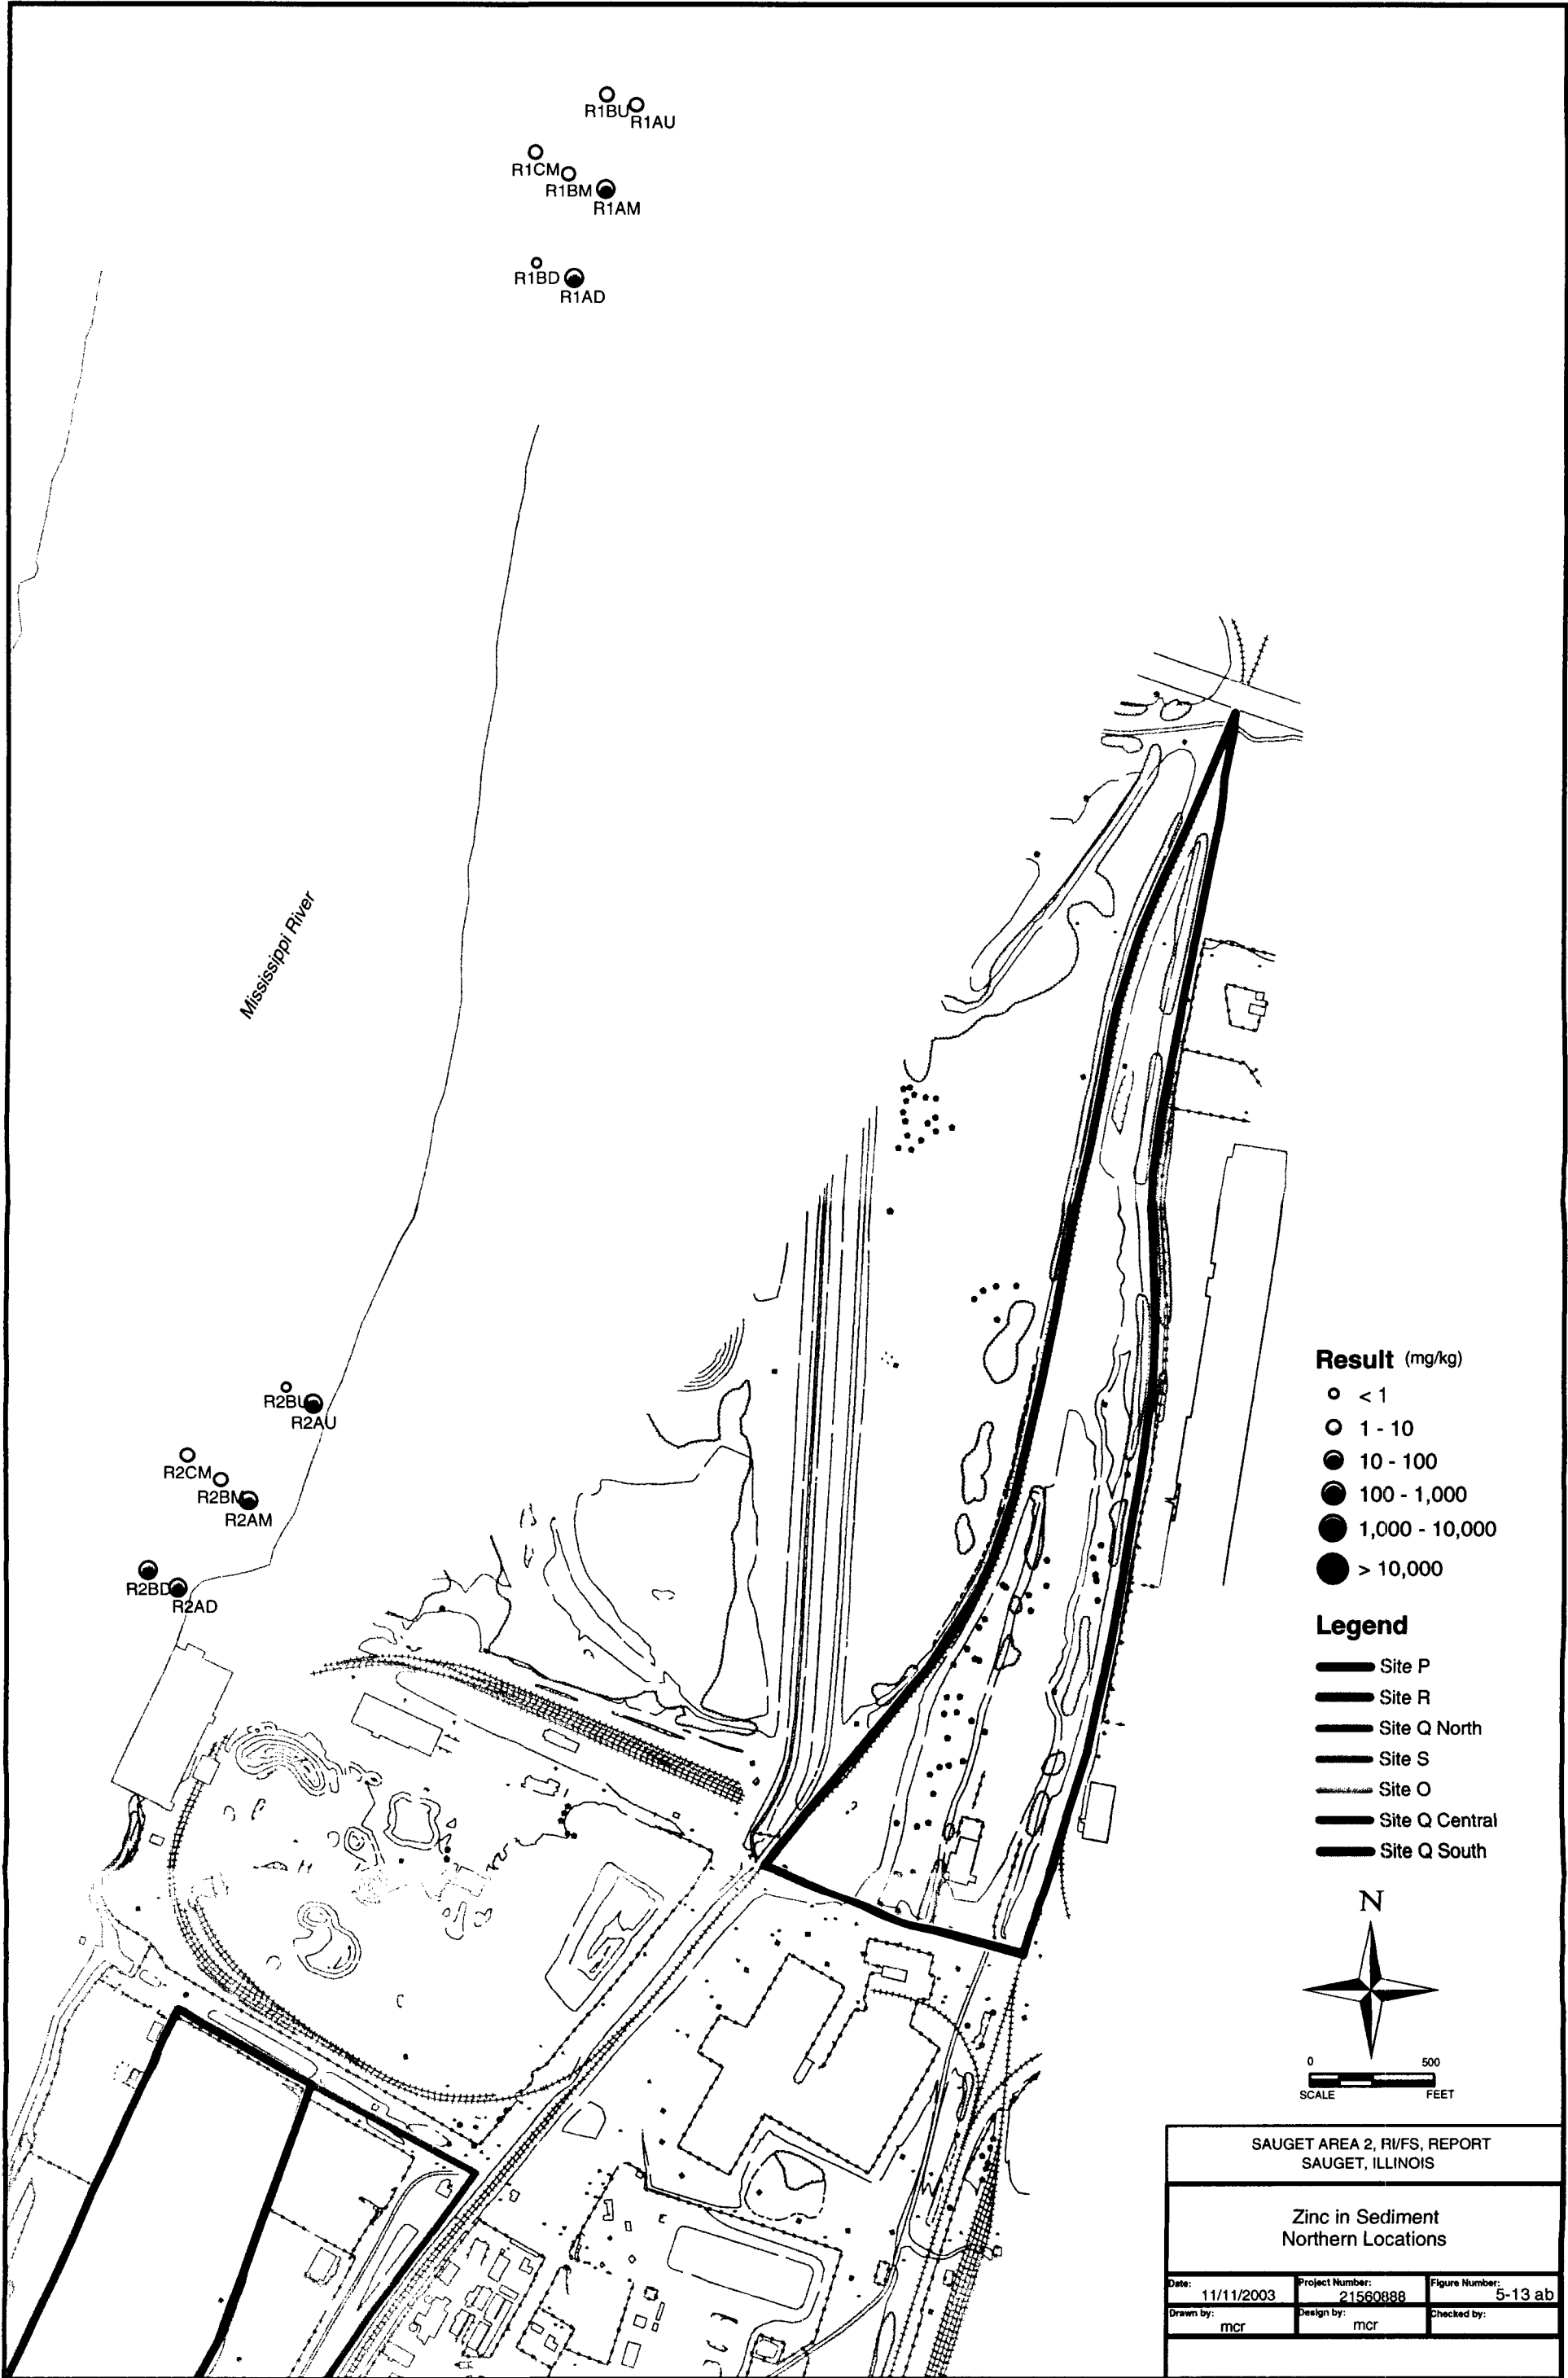 R1BU
R1AU
R1CM
R1BM
R1AM
R1BD
R1AD
Mississippi River
R2BU
R2AU
R2CM
R2BM
R2AM
R2BD
R2AD
Result (mg/kg)
< 1
1 - 10
10 - 100
100 - 1,000
1,000 - 10,000
> 10,000
Legend
Site P
Site R
Site Q North
Site S
Site O
Site Q Central
Site Q South
N
0 500
SCALE FEET
SAUGET AREA 2, RI/FS, REPORT
SAUGET, ILLINOIS
Zinc in Sediment
Northern Locations
Date: 11/11/2003
Project Number: 21560888
Figure Number: 5-13 ab
Drawn by: mcr
Design by: mcr
Checked by: